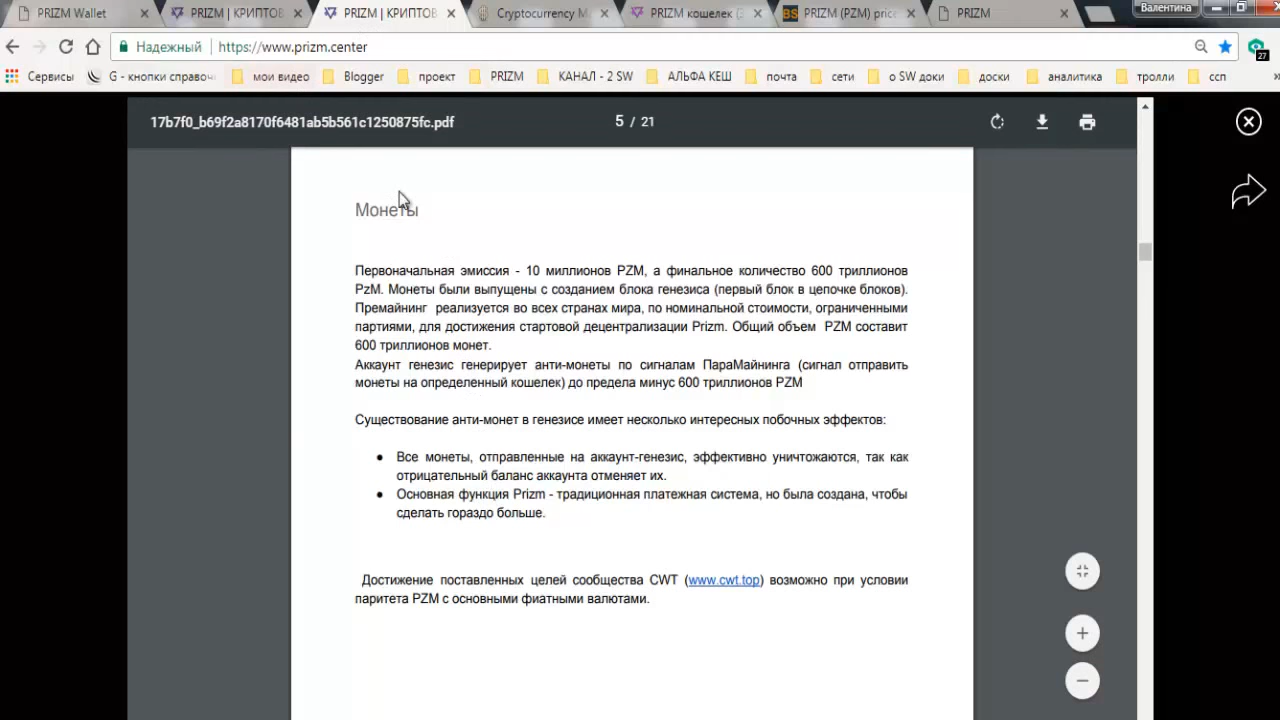 PRIZM Wallet
PRIZM | КРИПТОВ
PRIZM | КРИПТОВ
Cryptocurrency M
PRIZM кошелек (
PRIZM (PZM) price
PRIZM
Валентина
Надежный
https://www.prizm.center
27
Сервисы
G - кнопки справоч
мои видео
Blogger
проект
PRIZM
КАНАЛ - 2 SW
АЛЬФА КЕШ
почта
сети
о SW доки
доски
аналитика
тролли
ссп
17b7f0_b69f2a8170f6481ab5b561c1250875fc.pdf
5 / 21
Монеты
Первоначальная эмиссия - 10 миллионов PZM, а финальное количество 600 триллионов
PzM. Монеты были выпущены с созданием блока генезиса (первый блок в цепочке блоков).
Премайнинг реализуется во всех странах мира, по номинальной стоимости, ограниченными
партиями, для достижения стартовой децентрализации Prizm. Общий объем PZM составит
600 триллионов монет.
Аккаунт генезис генерирует анти-монеты по сигналам ПараМайнинга (сигнал отправить
монеты на определенный кошелек) до предела минус 600 триллионов PZM
Существование анти-монет в генезисе имеет несколько интересных побочных эффектов:
● Все монеты, отправленные на аккаунт-генезис, эффективно уничтожаются, так как
отрицательный баланс аккаунта отменяет их.
● Основная функция Prizm - традиционная платежная система, но была создана, чтобы
сделать гораздо больше.
Достижение поставленных целей сообщества CWT (www.cwt.top) возможно при условии
паритета PZM с основными фиатными валютами.